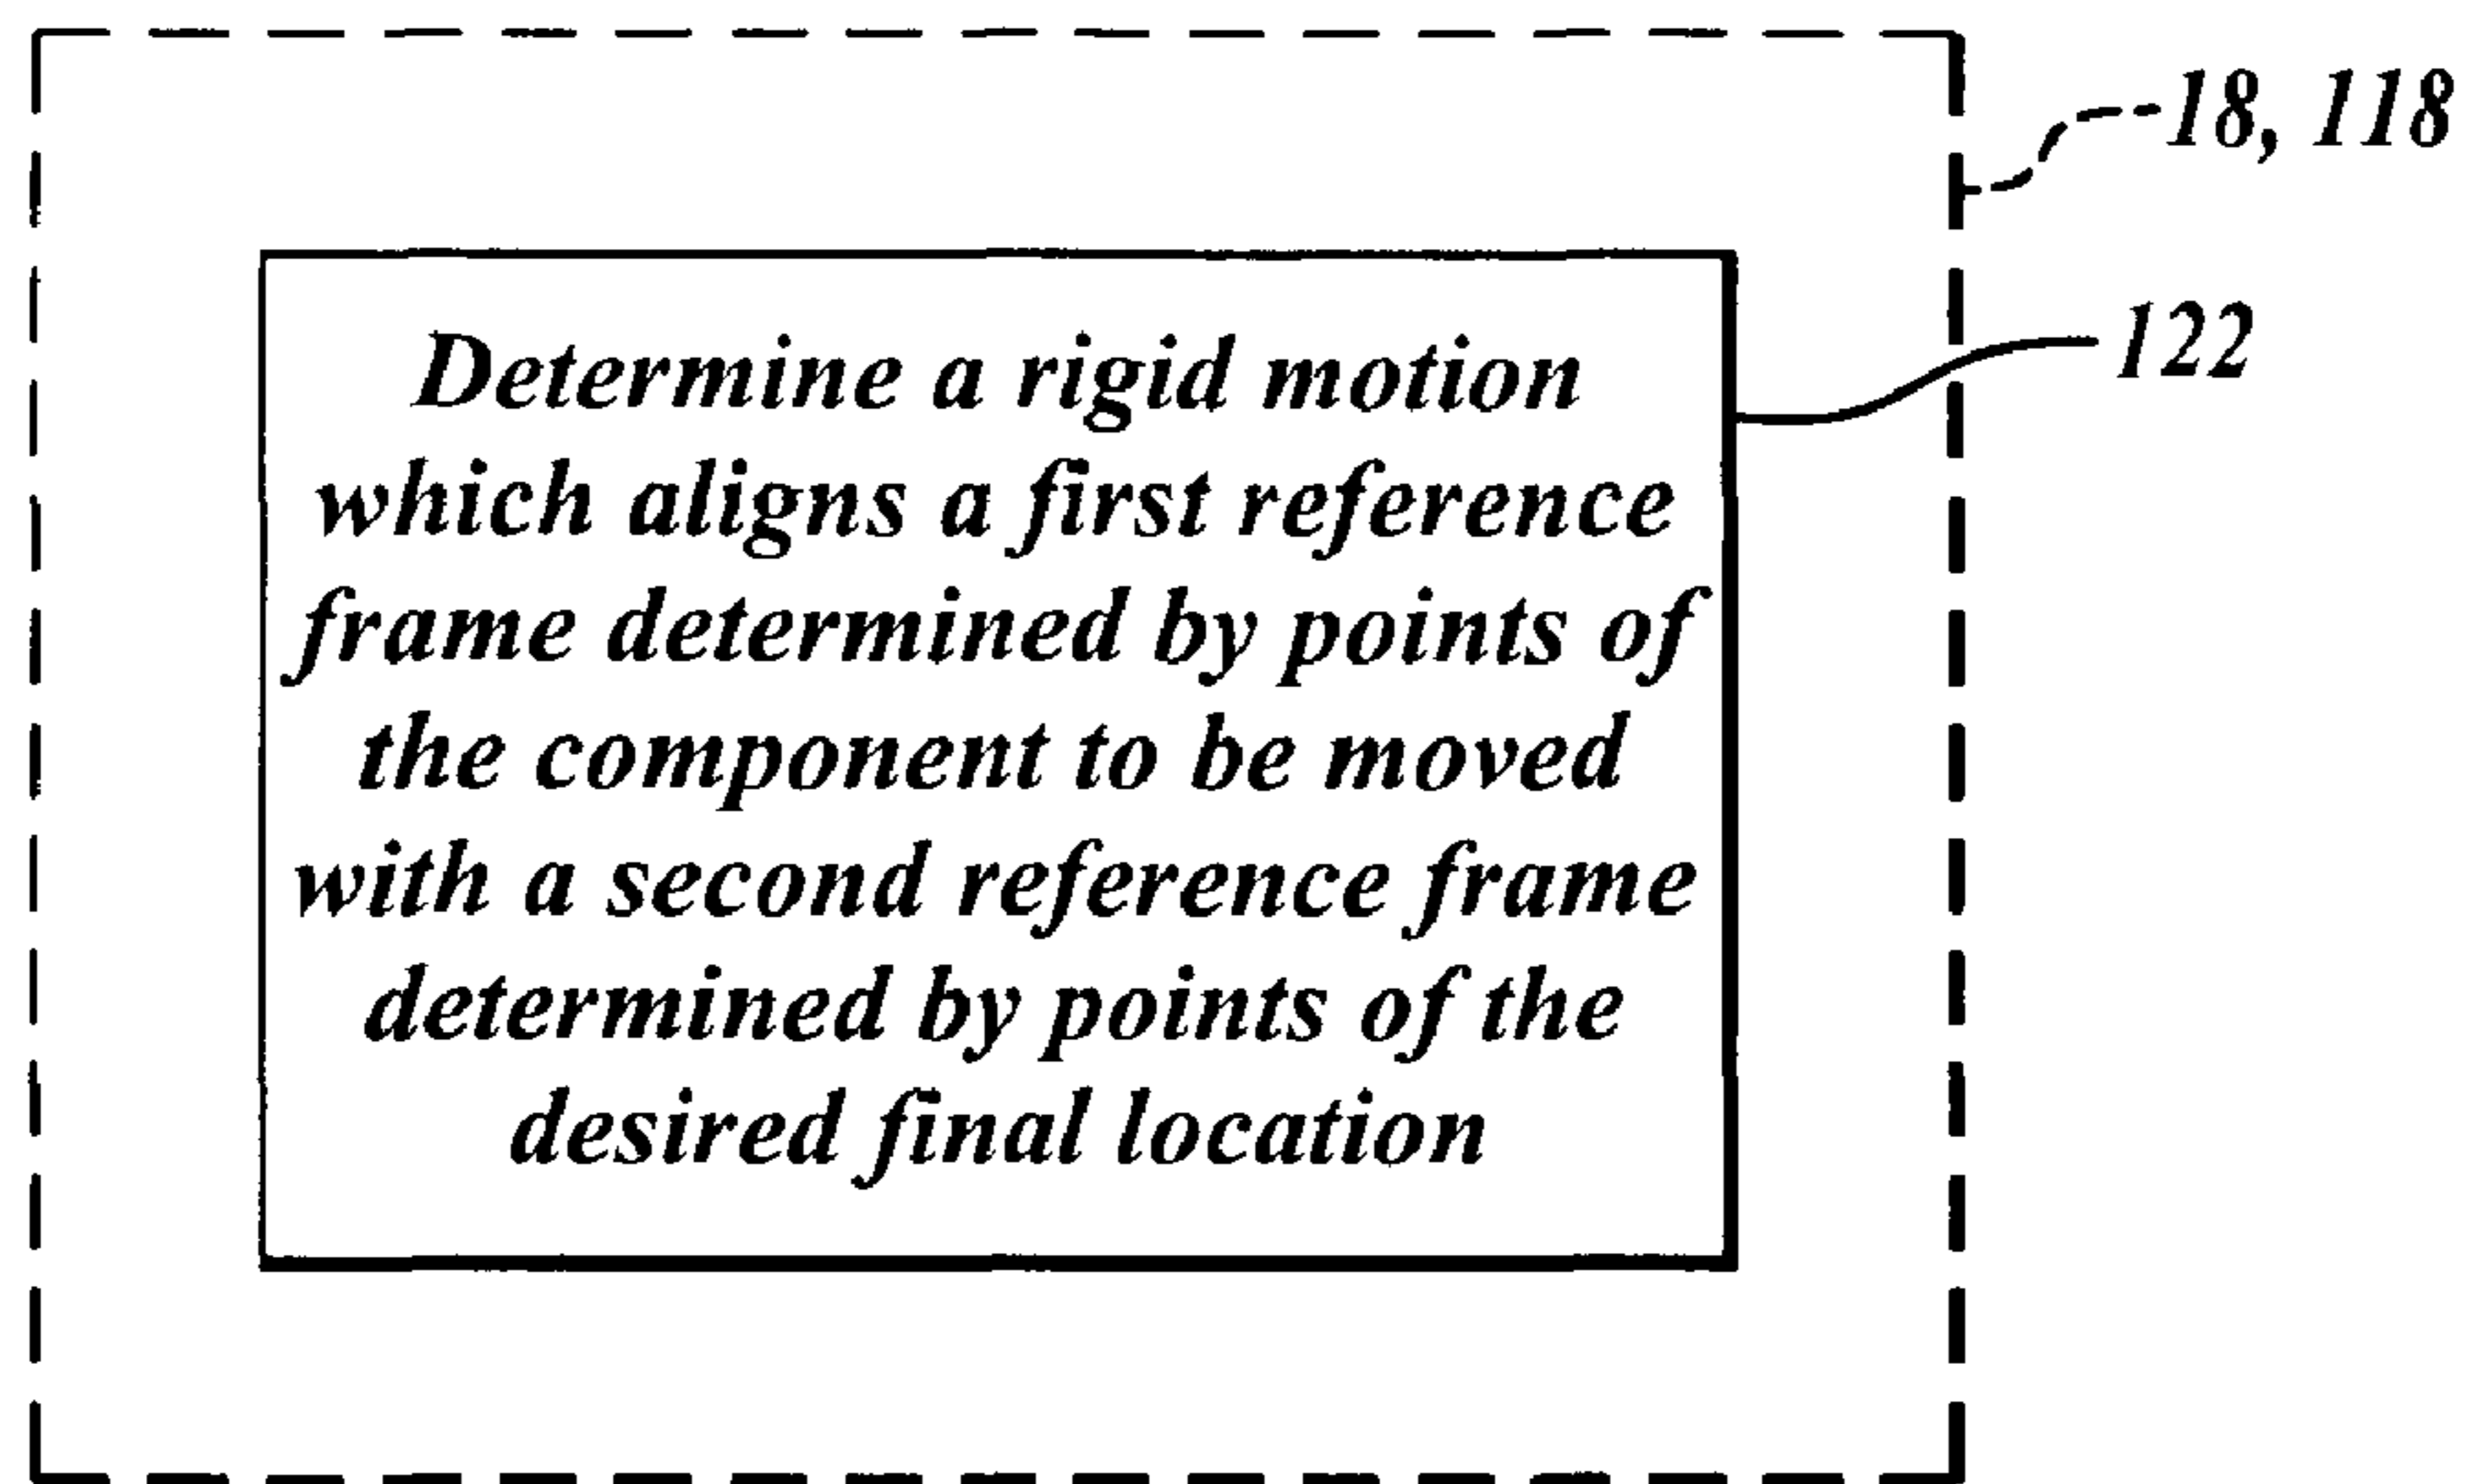 18, 118
122
Determine a rigid motion
which aligns a first reference
frame determined by points of
the component to be moved
with a second reference frame
determined by points of the
desired final location